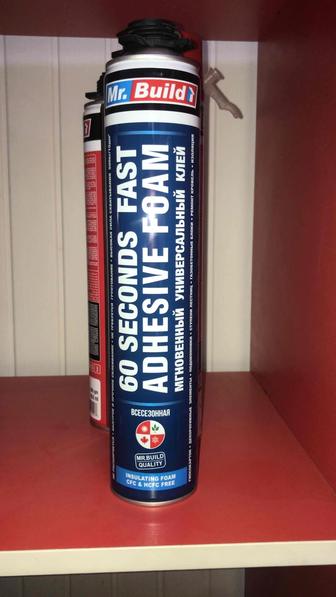 Mr. Build
60 SECONDS FAST
ADHESIVE FOAM
МГНОВЕННЫЙ УНИВЕРСАЛЬНЫЙ КЛЕЙ
ВСЕСЕЗОННАЯ
MR.BUILD
QUALITY
INSULATING FOAM
CFC & HCFC FREE